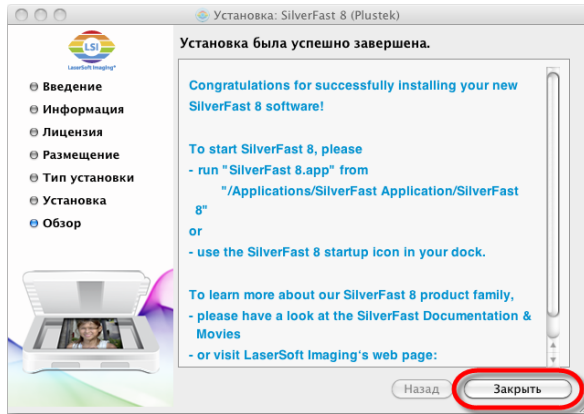 Установка: SilverFast 8 (Plustek)
LSI
LaserSoft Imaging*
Введение
Информация
Лицензия
Размещение
Тип установки
Установка
Обзор
Установка была успешно завершена.
Congratulations for successfully installing your new
SilverFast 8 software!
To start SilverFast 8, please
- run "SilverFast 8.app" from
"/Applications/SilverFast Application/SilverFast
8"
or
- use the SilverFast 8 startup icon in your dock.
To learn more about our SilverFast 8 product family,
- please have a look at the SilverFast Documentation &
Movies
- or visit LaserSoft Imaging's web page:
Назад
Закрыть